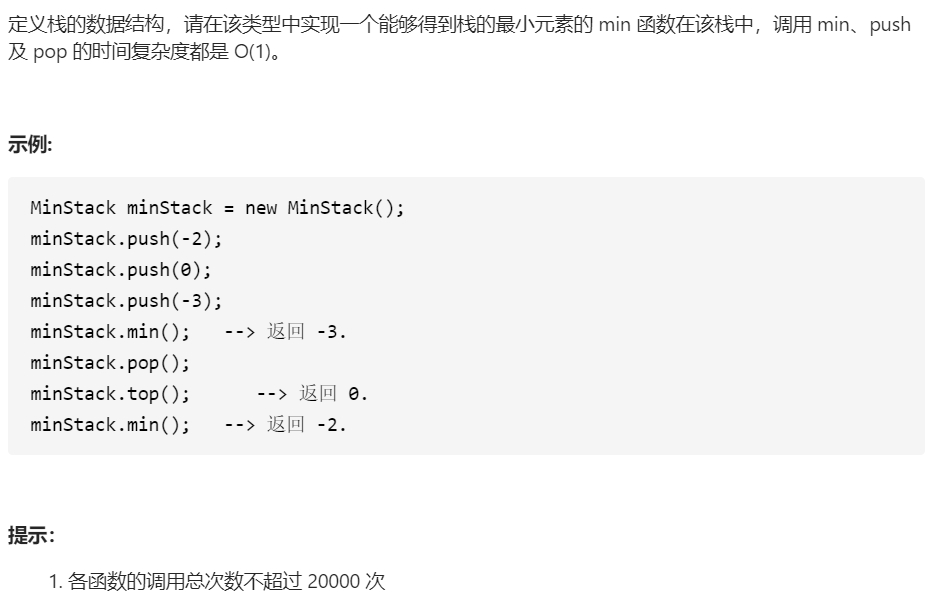 定义栈的数据结构，请在该类型中实现一个能够得到栈的最小元素的 min 函数在该栈中，调用 min、push
及 pop 的时间复杂度都是 O(1)。
示例:
MinStack minStack = new MinStack();
minStack.push(-2);
minStack.push(0);
minStack.push(-3);
minStack.min();   --> 返回 -3.
minStack.pop();
minStack.top();      --> 返回 0.
minStack.min();   --> 返回 -2.
提示：
1. 各函数的调用总次数不超过 20000 次